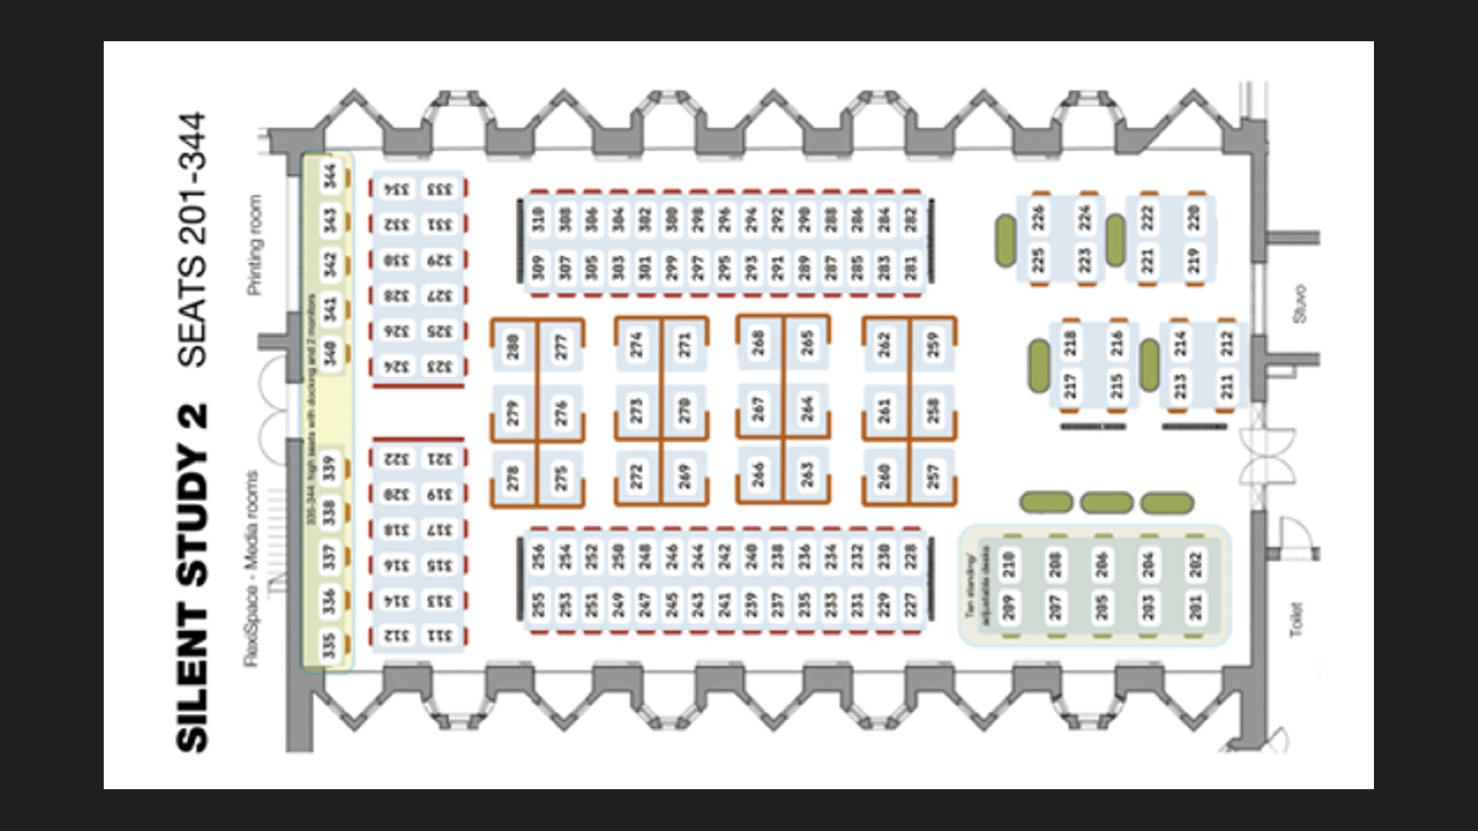 SILENT STUDY 2 SEATS 201-344
FlexiSpace - Media rooms
Printing room
335-344: high seats with docking and 2 monitors
335 336 337 338 339 340 341 342 343 344
312 314 316 318 320 322 324 326 328 330 332 334
311 313 315 317 319 321 323 325 327 329 331 333
255 256
253 254
251 252
249 250
247 248
245 246
243 244
241 242
239 240
237 238
235 236
233 234
231 232
229 230
227 228
278 279 280
275 276 277
272 273 274
269 270 271
266 267 268
263 264 265
260 261 262
257 258 259
309 310
307 308
305 306
303 304
301 302
299 300
297 298
295 296
293 294
291 292
289 290
287 288
285 286
283 284
281 282
Ten standing/
adjustable desks
209 210
207 208
205 206
203 204
201 202
217 218
215 216
213 214
211 212
225 226
223 224
221 222
219 220
Toilet
Stuvo